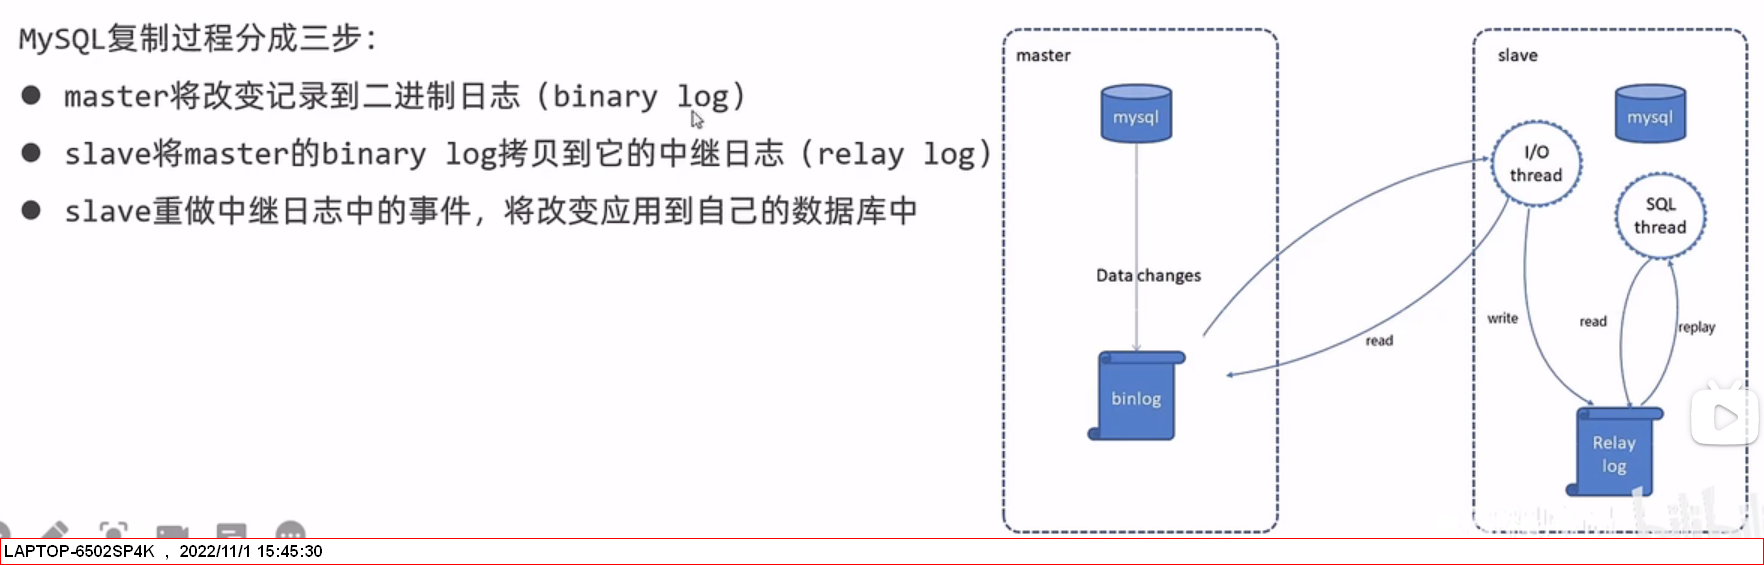 MySQL复制过程分成三步：
● master将改变记录到二进制日志（binary log）
● slave将master的binary log拷贝到它的中继日志（relay log）
● slave重做中继日志中的事件，将改变应用到自己的数据库中
master
mysql
Data changes
binlog
read
slave
mysql
I/O
thread
SQL
thread
write
read
replay
Relay
log
bilibili
LAPTOP-6502SP4K , 2022/11/1 15:45:30